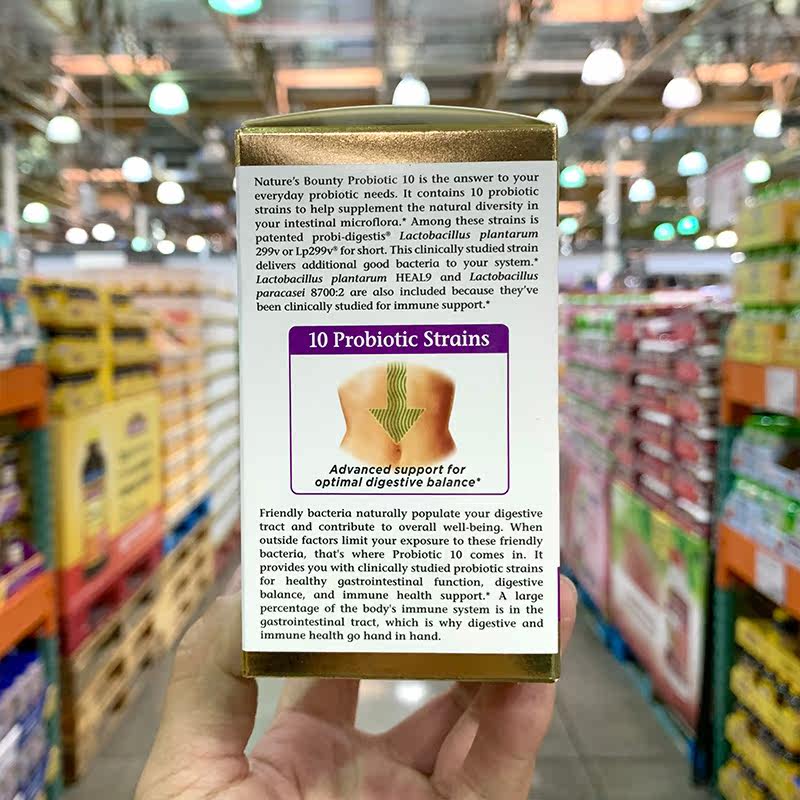 Nature's Bounty Probiotic 10 is the answer to your
everyday probiotic needs. It contains 10 probiotic
strains to help supplement the natural diversity in
your intestinal microflora.* Among these strains is
patented probi-digestis® Lactobacillus plantarum
299v or Lp299v® for short. This clinically studied strain
delivers additional good bacteria to your system.*
Lactobacillus plantarum HEAL9 and Lactobacillus
paracasei 8700:2 are also included because they've
been clinically studied for immune support.*
10 Probiotic Strains
Advanced support for
optimal digestive balance*
Friendly bacteria naturally populate your digestive
tract and contribute to overall well-being. When
outside factors limit your exposure to these friendly
bacteria, that's where Probiotic 10 comes in. It
provides you with clinically studied probiotic strains
for healthy gastrointestinal function, digestive
balance, and immune health support.* A large
percentage of the body's immune system is in the
gastrointestinal tract, which is why digestive and
immune health go hand in hand.